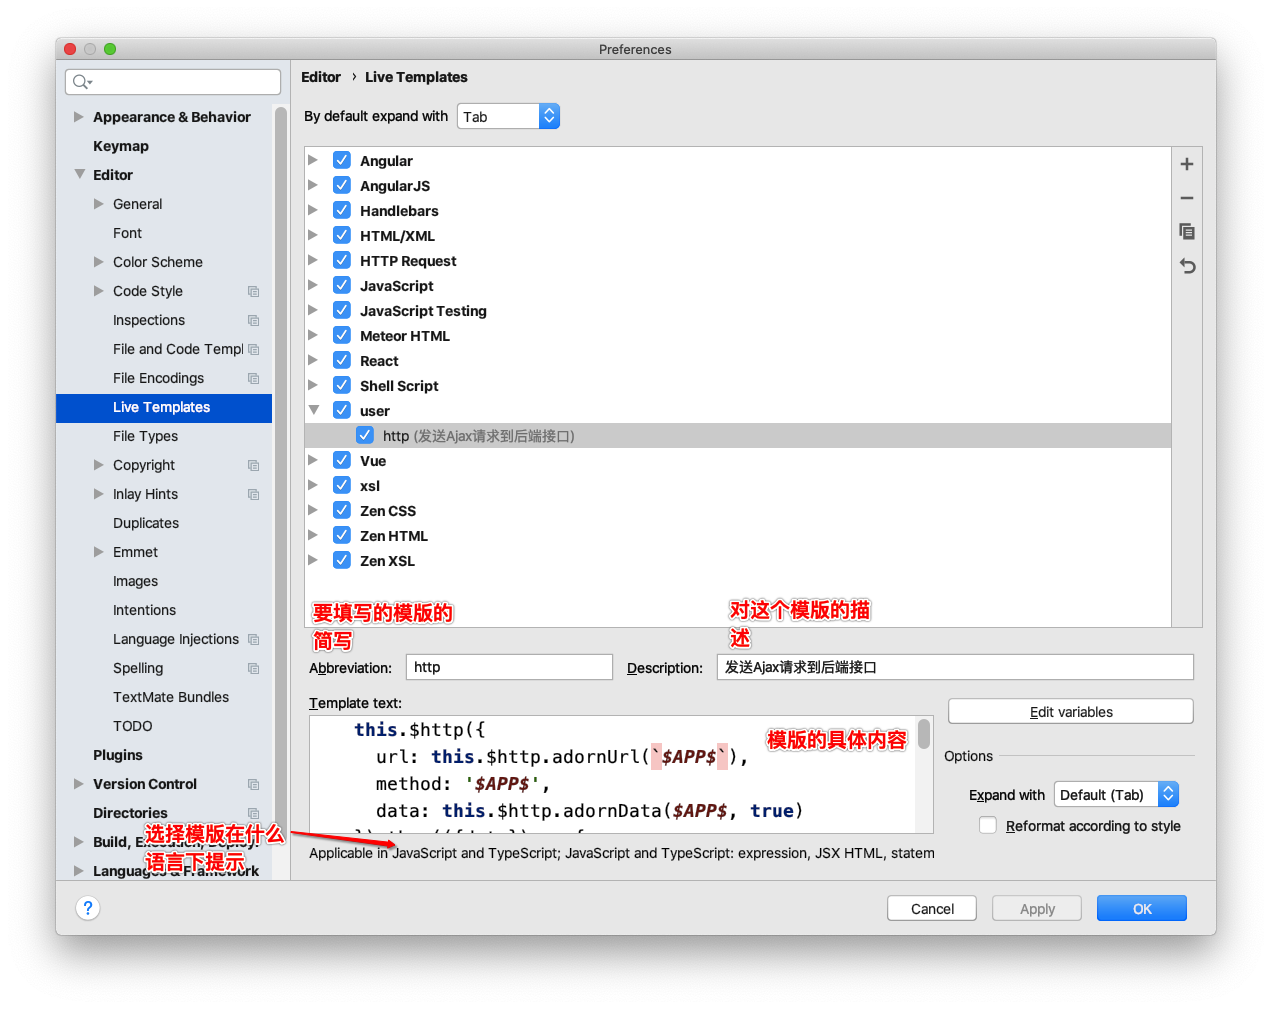 Preferences
Appearance & Behavior
Keymap
Editor
General
Font
Color Scheme
Code Style
Inspections
File and Code Templ
File Encodings
Live Templates
File Types
Copyright
Inlay Hints
Duplicates
Emmet
Images
Intentions
Language Injections
Spelling
TextMate Bundles
TODO
Plugins
Version Control
Directories
Build, Execution, Deploy
Languages & Framework
选择模版在什么
语言下提示
Editor › Live Templates
By default expand with Tab
Angular
AngularJS
Handlebars
HTML/XML
HTTP Request
JavaScript
JavaScript Testing
Meteor HTML
React
Shell Script
user
http (发送Ajax请求到后端接口)
Vue
xsl
Zen CSS
Zen HTML
Zen XSL
要填写的模版的
简写
对这个模版的描
述
Abbreviation: http Description: 发送Ajax请求到后端接口
Template text:
this.$http({
url: this.$http.adornUrl(`$APP$`),
method: '$APP$',
data: this.$http.adornData($APP$, true)
模版的具体内容
Edit variables
Options
Expand with Default (Tab)
Reformat according to style
Applicable in JavaScript and TypeScript; JavaScript and TypeScript: expression, JSX HTML, statem
? Cancel Apply OK